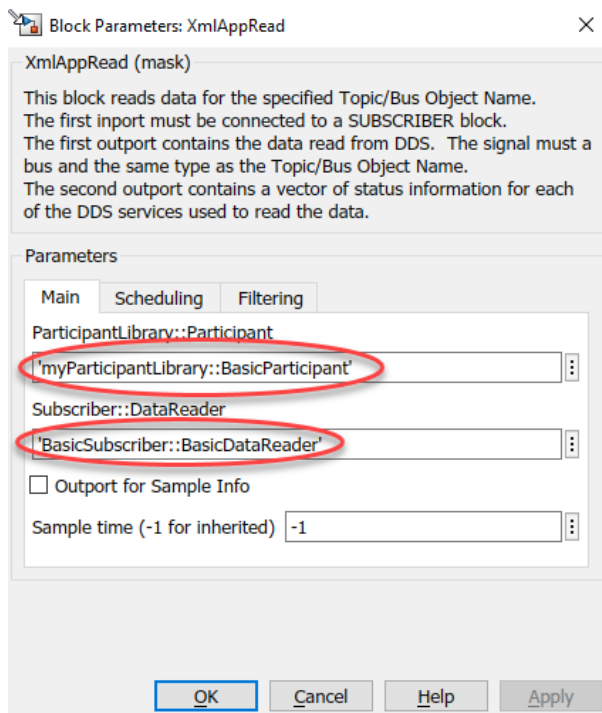 Block Parameters: XmlAppRead
XmlAppRead (mask)
This block reads data for the specified Topic/Bus Object Name.
The first inport must be connected to a SUBSCRIBER block.
The first outport contains the data read from DDS.  The signal must a
bus and the same type as the Topic/Bus Object Name.
The second outport contains a vector of status information for each
of the DDS services used to read the data.
Parameters
Main Scheduling Filtering
ParticipantLibrary::Participant
'myParticipantLibrary::BasicParticipant'
Subscriber::DataReader
'BasicSubscriber::BasicDataReader'
Outport for Sample Info
Sample time (-1 for inherited) -1
OK Cancel Help Apply